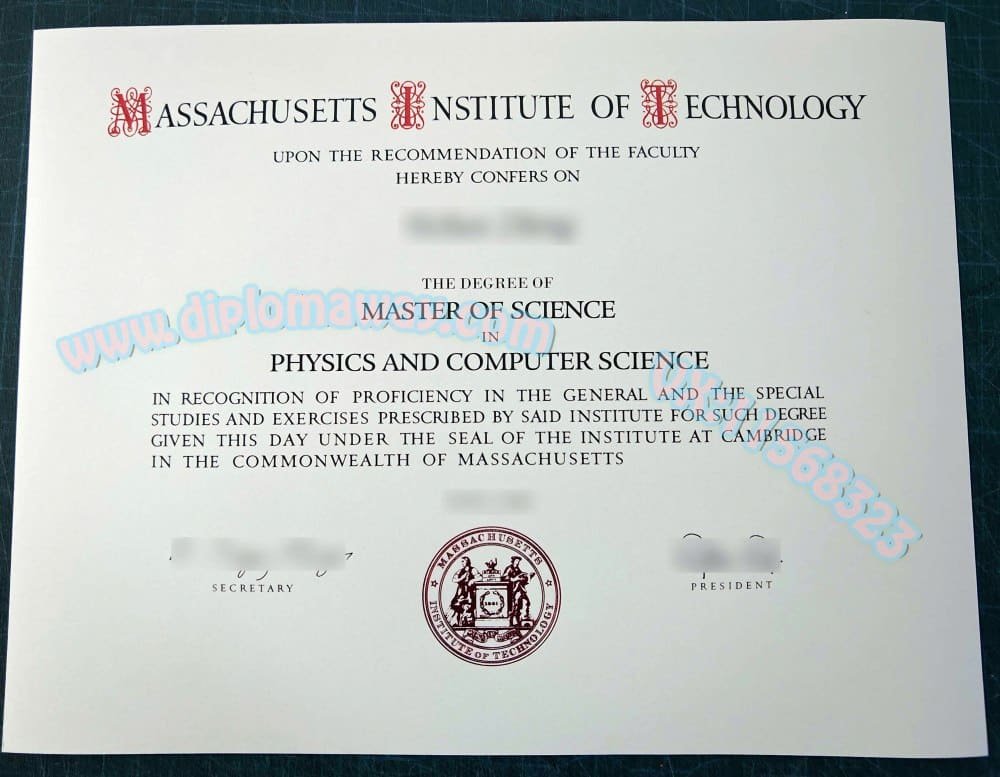 MASSACHUSETTS INSTITUTE OF TECHNOLOGY
UPON THE RECOMMENDATION OF THE FACULTY
HEREBY CONFERS ON
THE DEGREE OF
MASTER OF SCIENCE
IN
PHYSICS AND COMPUTER SCIENCE
IN RECOGNITION OF PROFICIENCY IN THE GENERAL AND THE SPECIAL
STUDIES AND EXERCISES PRESCRIBED BY SAID INSTITUTE FOR SUCH DEGREE
GIVEN THIS DAY UNDER THE SEAL OF THE INSTITUTE AT CAMBRIDGE
IN THE COMMONWEALTH OF MASSACHUSETTS
www.diplomaway.com
SECRETARY
PRESIDENT
MASSACHUSETTS
INSTITUTE OF TECHNOLOGY
1861